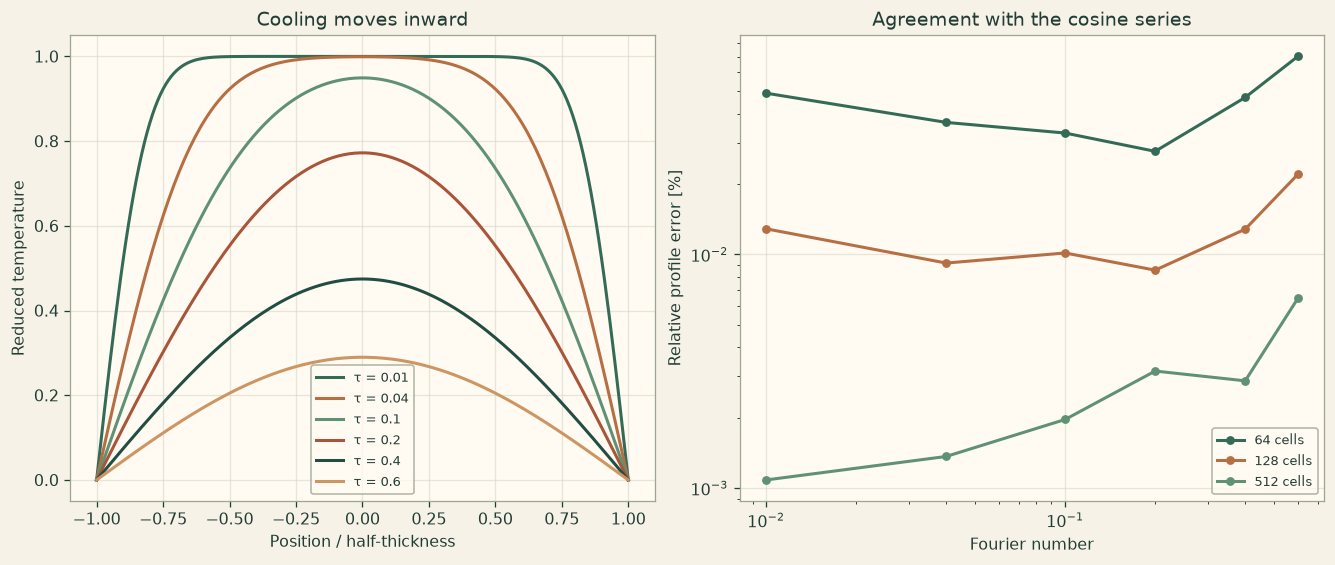 Cooling moves inward
Reduced temperature
1.0
0.8
0.6
0.4
0.2
0.0
τ = 0.01
τ = 0.04
τ = 0.1
τ = 0.2
τ = 0.4
τ = 0.6
−1.00 −0.75 −0.50 −0.25 0.00 0.25 0.50 0.75 1.00
Position / half-thickness
Agreement with the cosine series
Relative profile error [%]
10⁻²
10⁻³
64 cells
128 cells
512 cells
10⁻² 10⁻¹
Fourier number